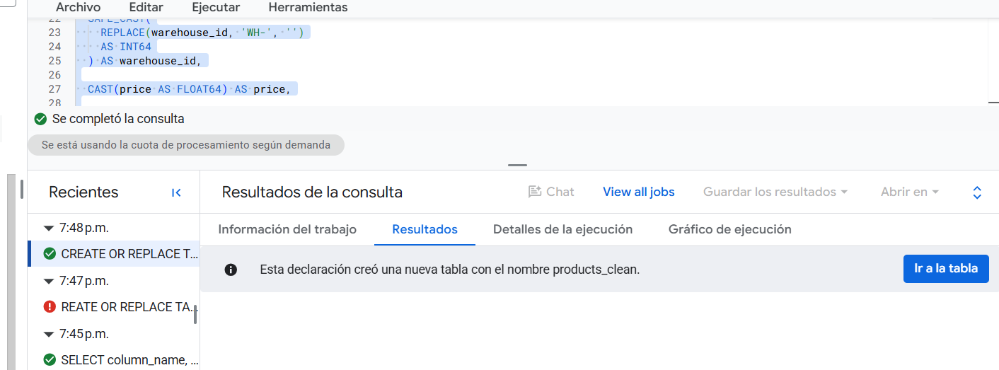 Archivo Editar Ejecutar Herramientas
22 SAFE_CAST(
23 REPLACE(warehouse_id, 'WH-', '')
24 AS INT64
25 ) AS warehouse_id,
26
27 CAST(price AS FLOAT64) AS price,
28
Se completó la consulta
Se está usando la cuota de procesamiento según demanda
Recientes
Resultados de la consulta Chat View all jobs Guardar los resultados Abrir en
7:48 p.m.
CREATE OR REPLACE T...
7:47 p.m.
REATE OR REPLACE TA...
7:45 p.m.
SELECT column_name, ...
Información del trabajo Resultados Detalles de la ejecución Gráfico de ejecución
Esta declaración creó una nueva tabla con el nombre products_clean. Ir a la tabla